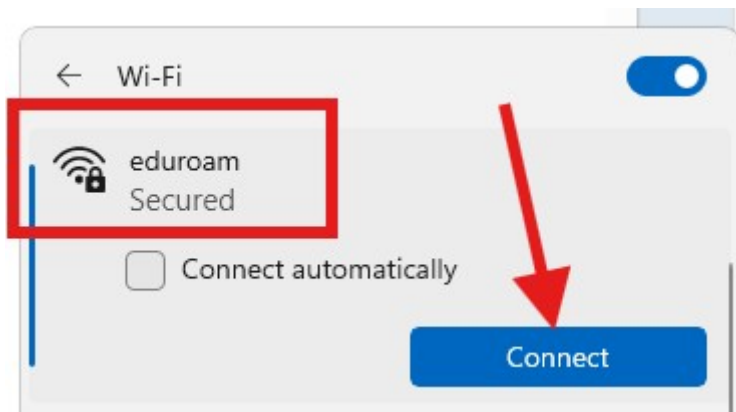 Wi-Fi
eduroam
Secured
Connect automatically
Connect